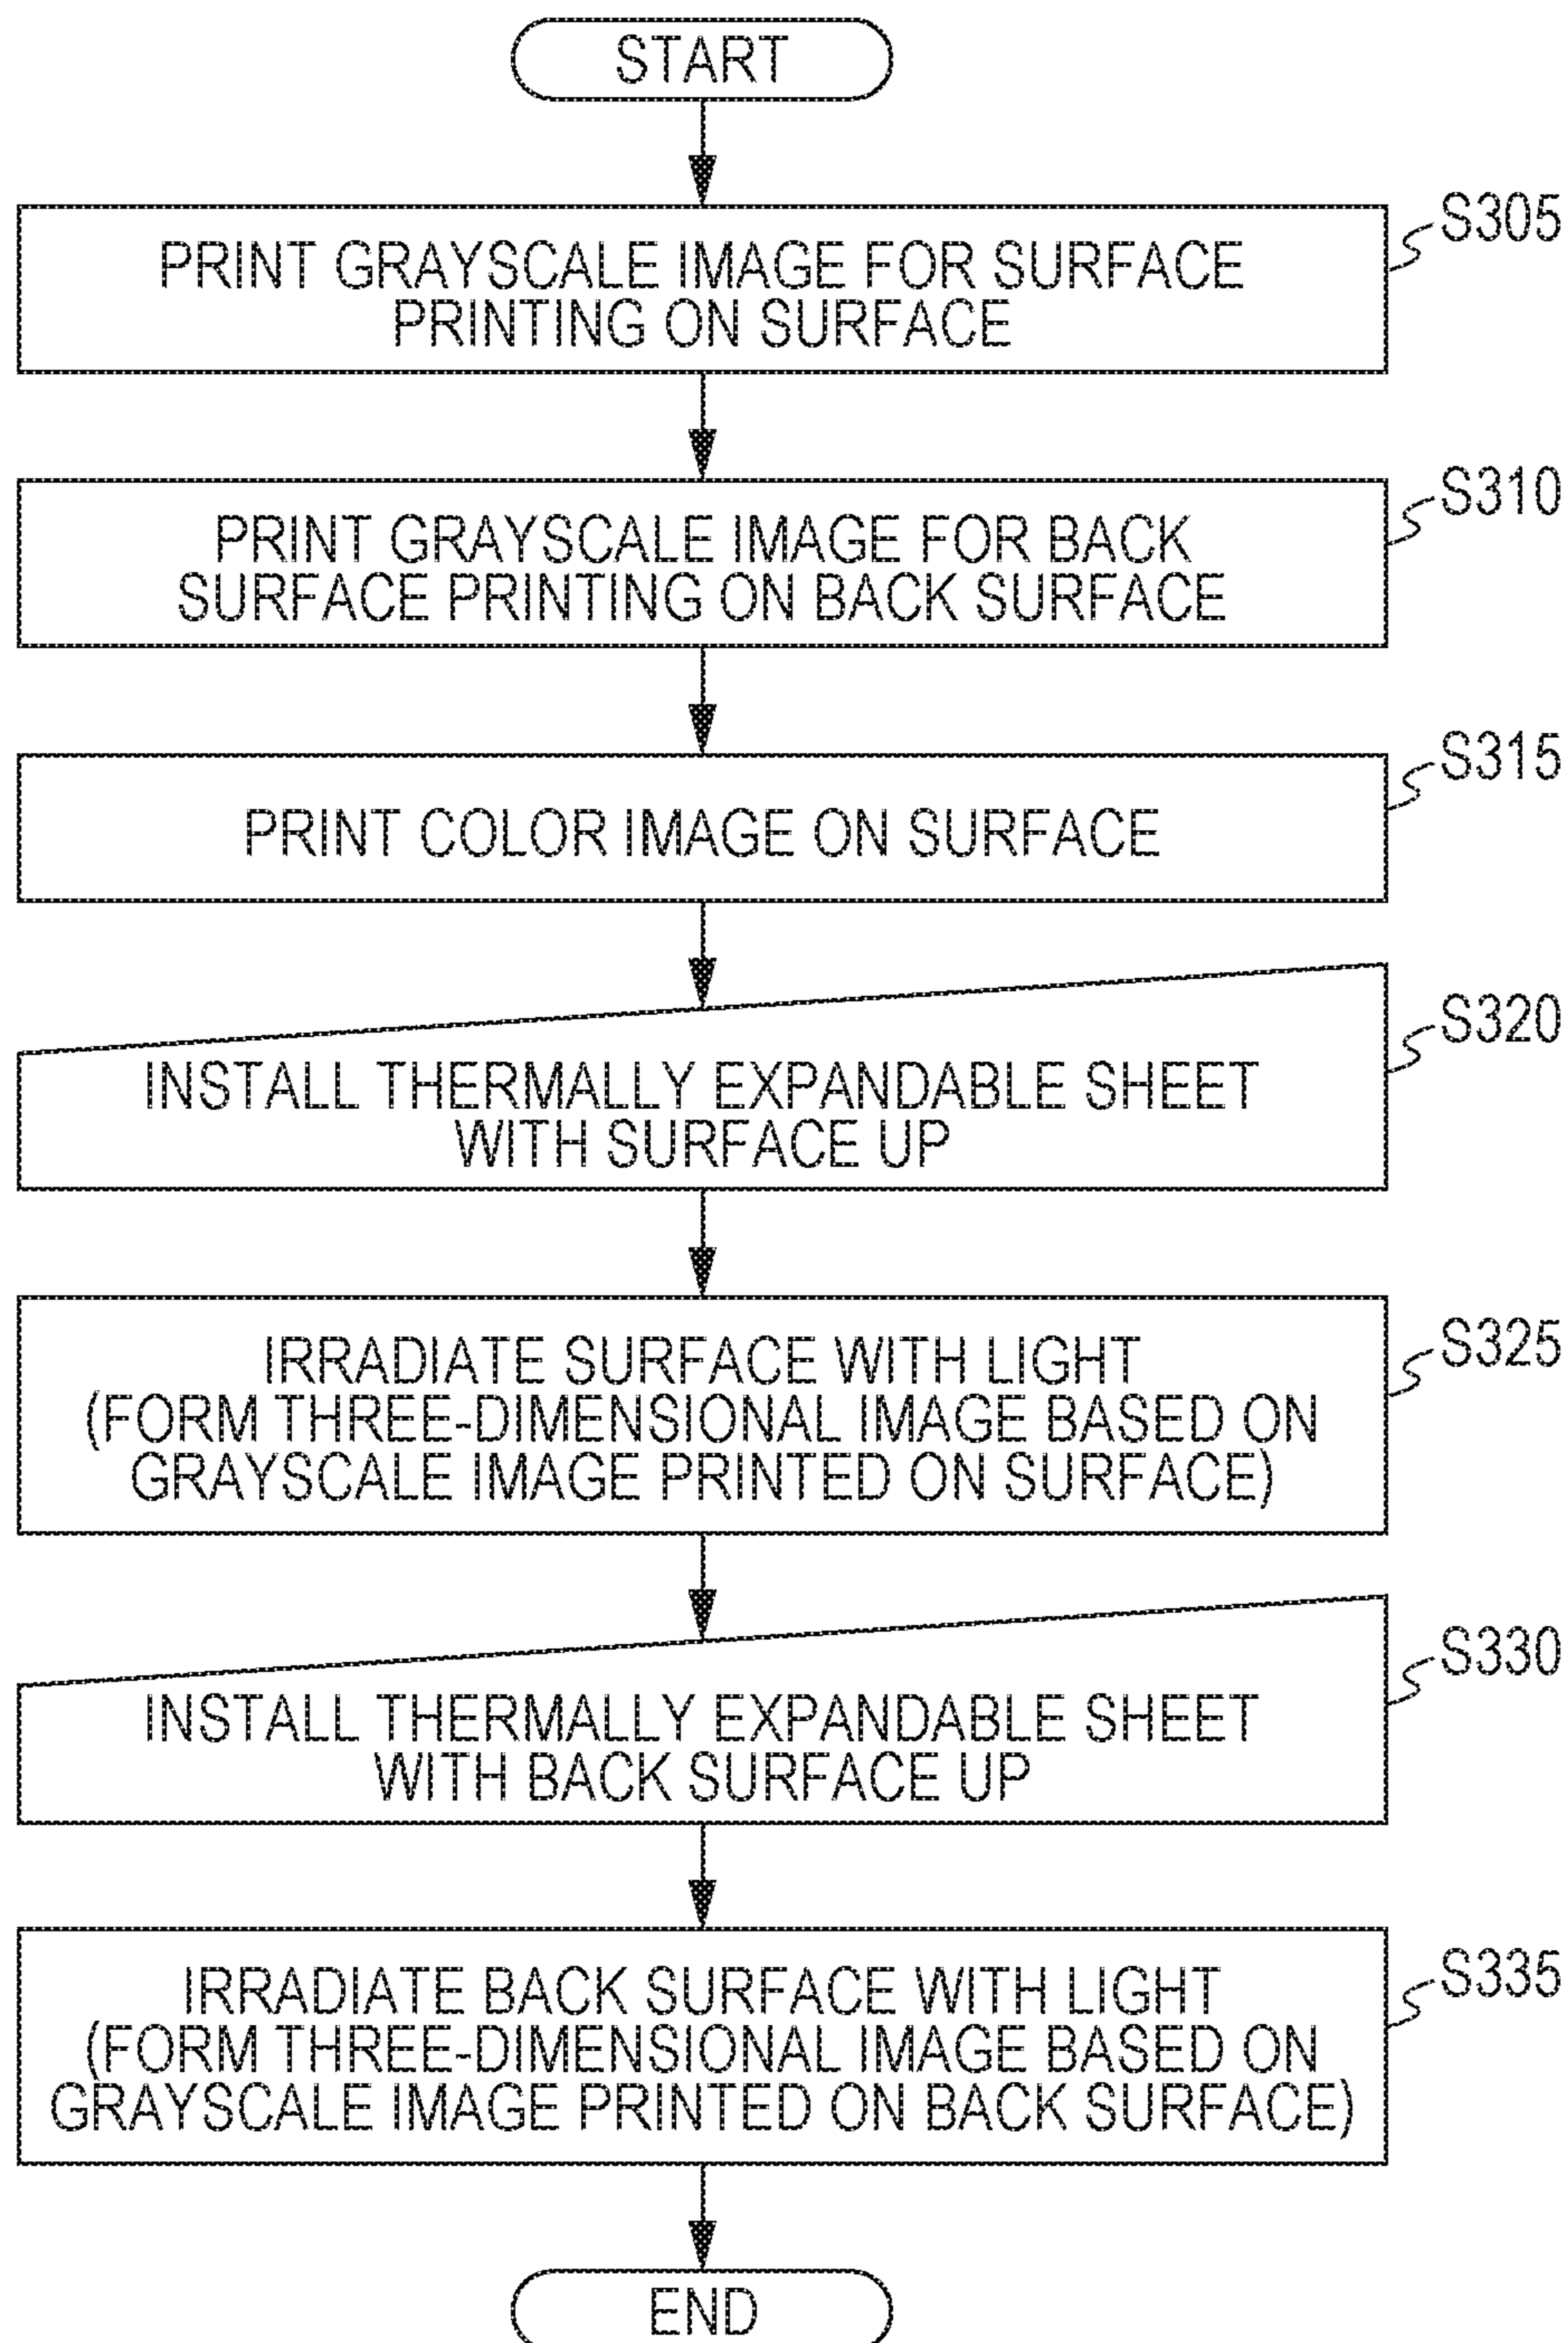 START
S305
PRINT GRAYSCALE IMAGE FOR SURFACE
PRINTING ON SURFACE
S310
PRINT GRAYSCALE IMAGE FOR BACK
SURFACE PRINTING ON BACK SURFACE
S315
PRINT COLOR IMAGE ON SURFACE
S320
INSTALL THERMALLY EXPANDABLE SHEET
WITH SURFACE UP
S325
IRRADIATE SURFACE WITH LIGHT
(FORM THREE-DIMENSIONAL IMAGE BASED ON
GRAYSCALE IMAGE PRINTED ON SURFACE)
S330
INSTALL THERMALLY EXPANDABLE SHEET
WITH BACK SURFACE UP
S335
IRRADIATE BACK SURFACE WITH LIGHT
(FORM THREE-DIMENSIONAL IMAGE BASED ON
GRAYSCALE IMAGE PRINTED ON BACK SURFACE)
END